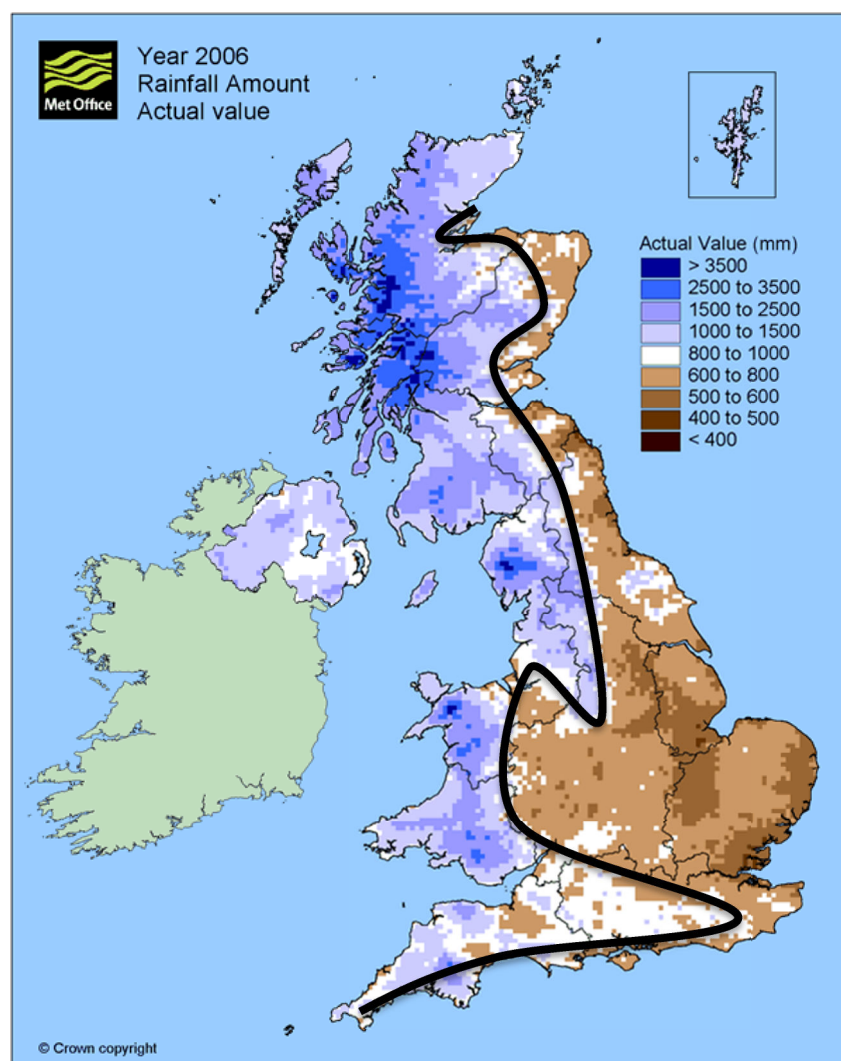 Met Office
Year 2006
Rainfall Amount
Actual value
Actual Value (mm)
> 3500
2500 to 3500
1500 to 2500
1000 to 1500
800 to 1000
600 to 800
500 to 600
400 to 500
< 400
© Crown copyright